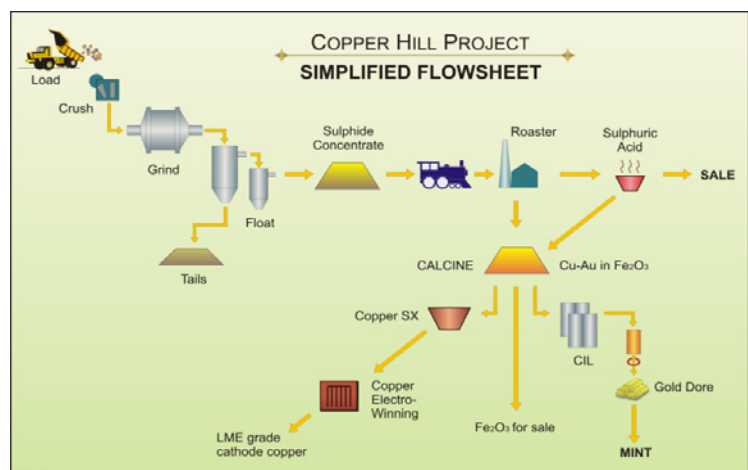 COPPER HILL PROJECT
SIMPLIFIED FLOWSHEET
Load
Crush
Grind
Float
Tails
Sulphide
Concentrate
Roaster
Sulphuric
Acid
SALE
CALCINE
Cu-Au in Fe₂O₃
Copper SX
CIL
Copper
Electro-
Winning
Gold Dore
LME grade
cathode copper
Fe₂O₃ for sale
MINT